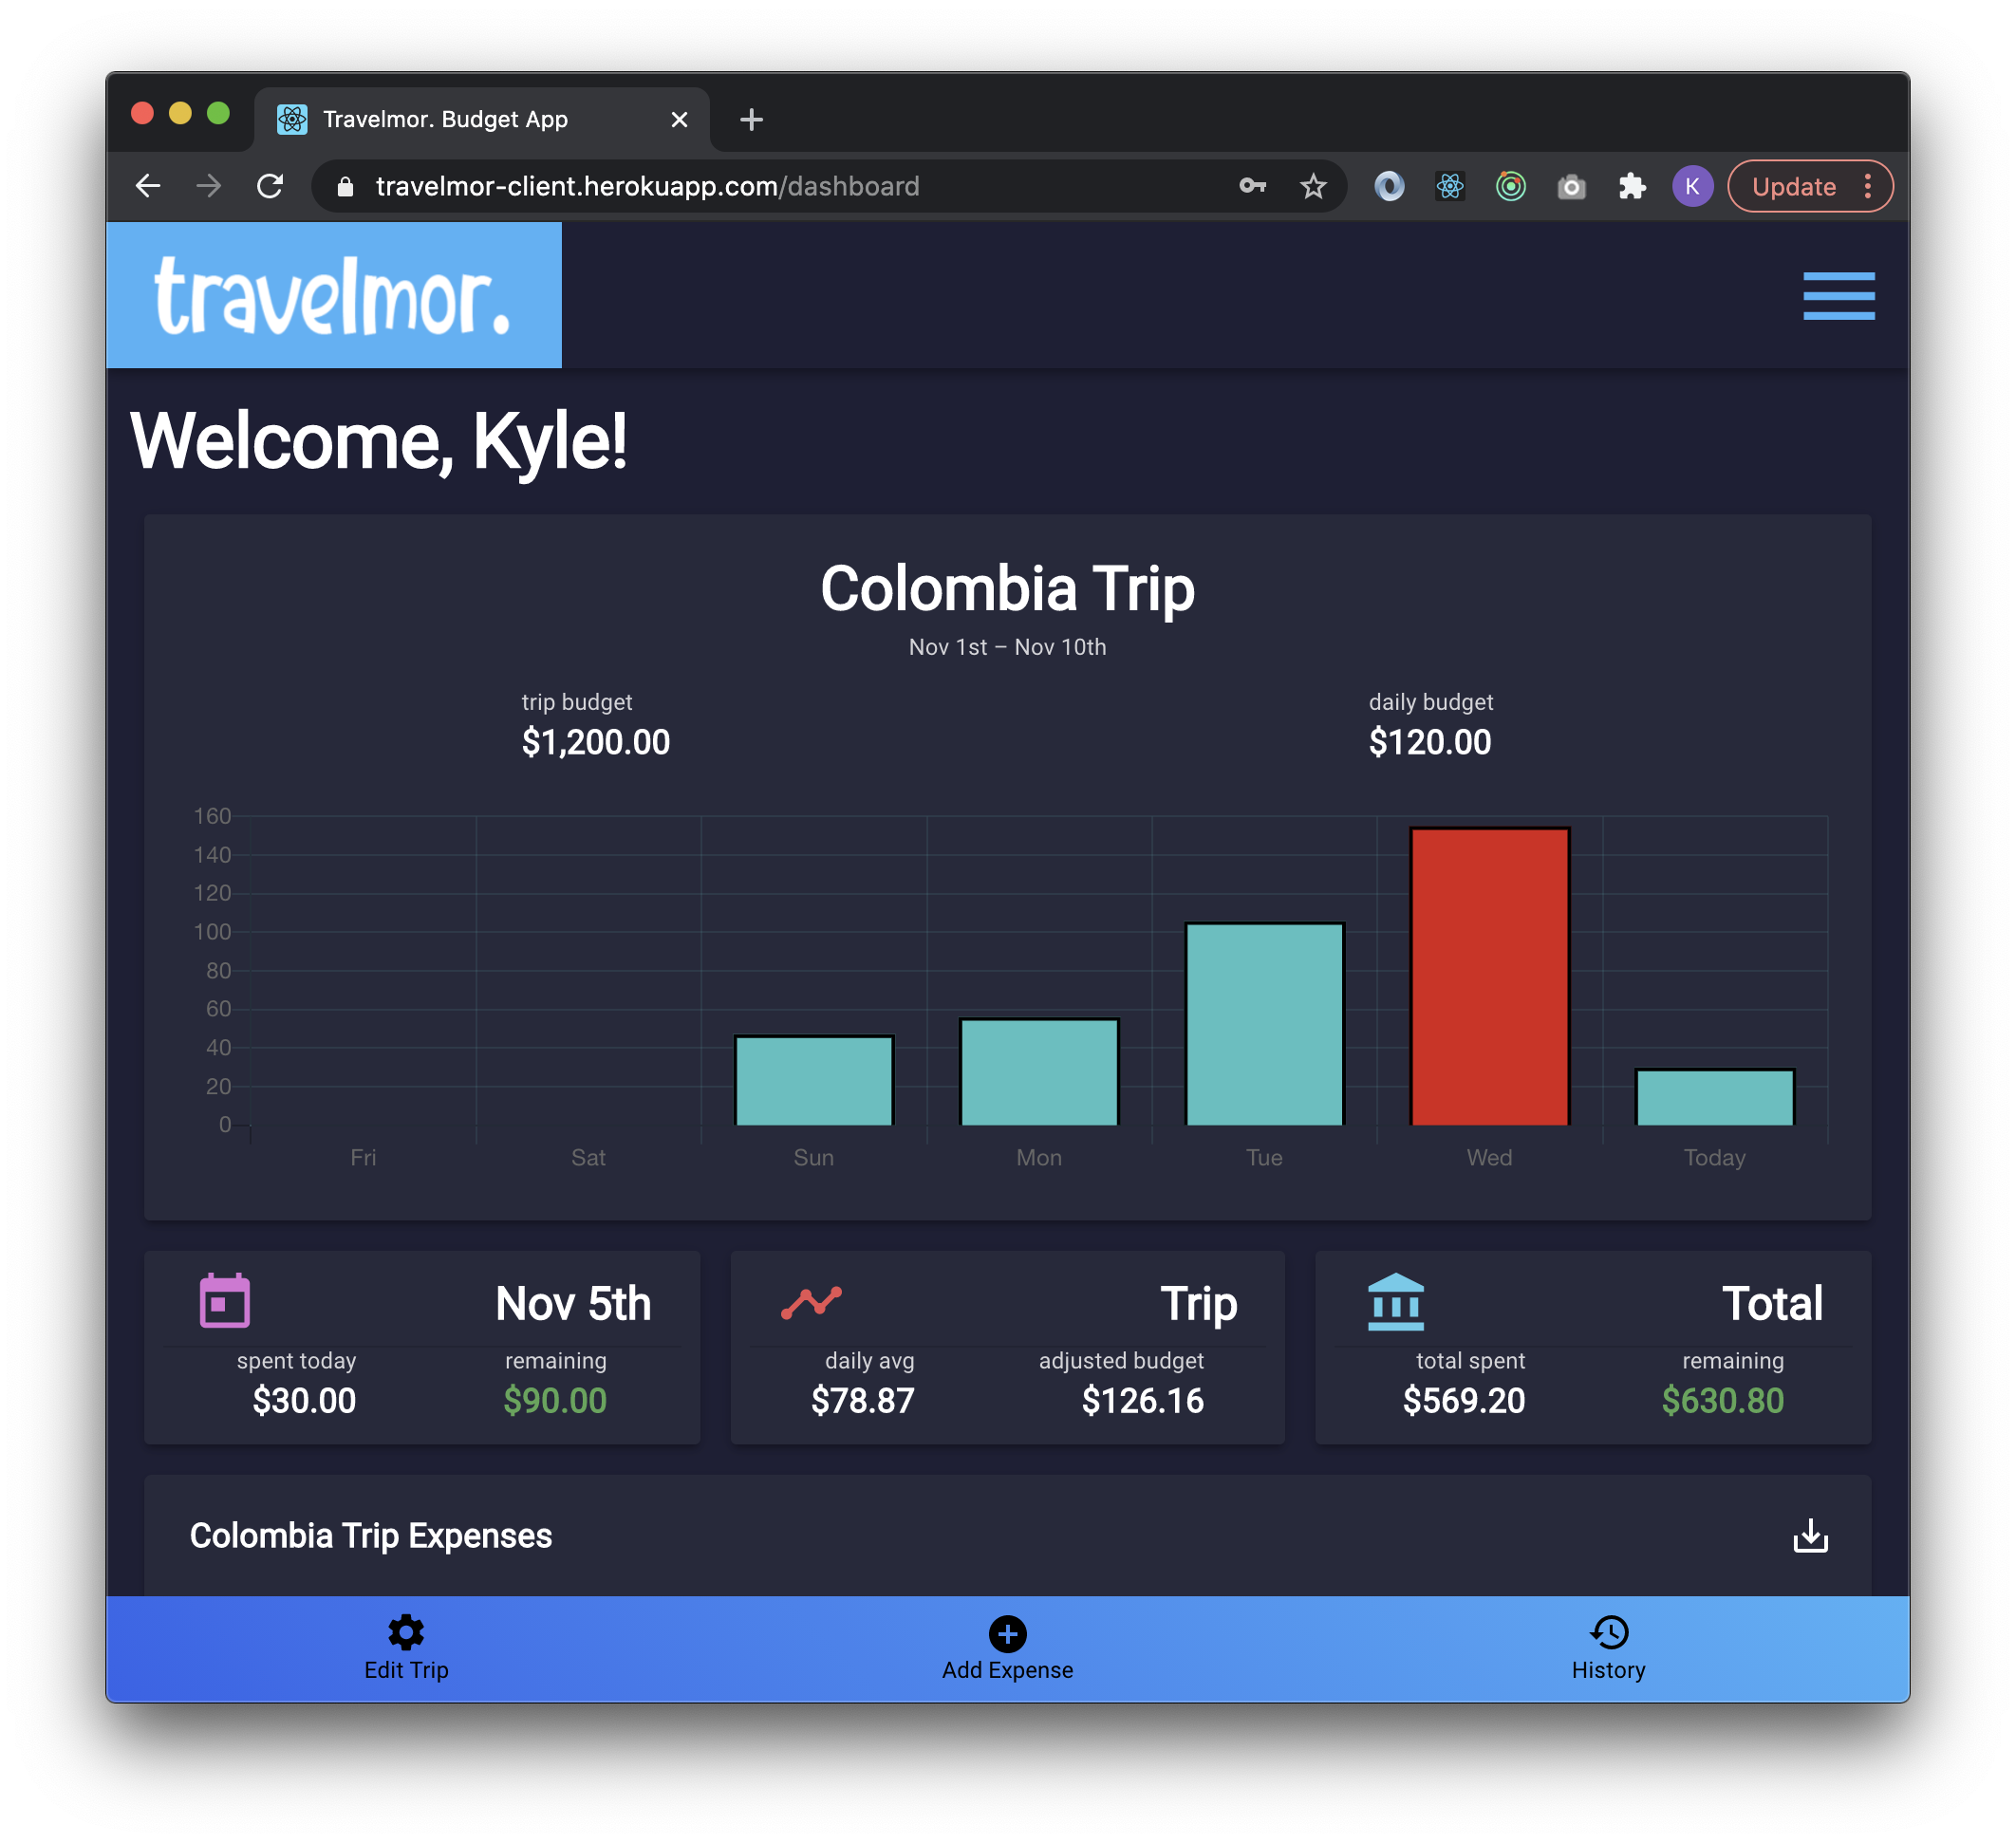 Travelmor. Budget App
travelmor-client.herokuapp.com/dashboard
K
Update
travelmor.
Welcome, Kyle!
Colombia Trip
Nov 1st – Nov 10th
trip budget
daily budget
$1,200.00
$120.00
160
140
120
100
80
60
40
20
0
Fri Sat Sun Mon Tue Wed Today
Nov 5th
spent today remaining
$30.00 $90.00
Trip
daily avg adjusted budget
$78.87 $126.16
Total
total spent remaining
$569.20 $630.80
Colombia Trip Expenses
Edit Trip Add Expense History